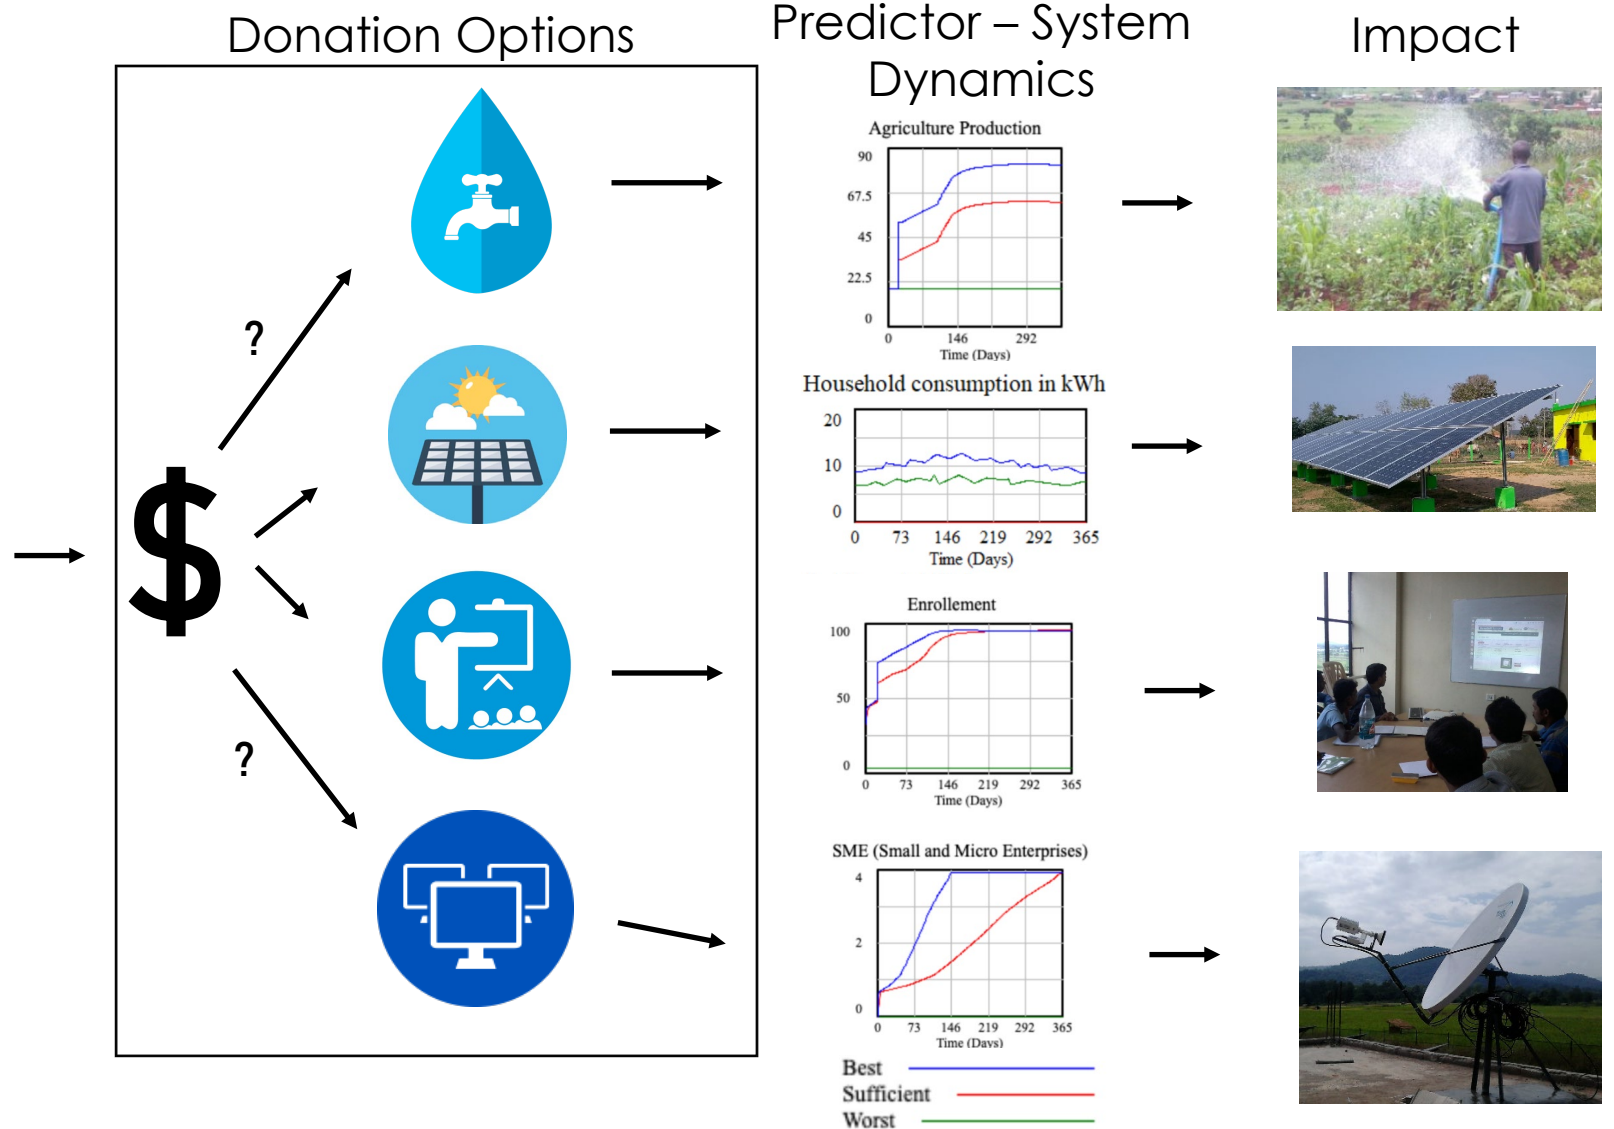 Donation Options
Predictor – System
Dynamics
Impact
?
$
?
Agriculture Production
90
67.5
45
22.5
0
0 146 292
Time (Days)
Household consumption in kWh
20
10
0
0 73 146 219 292 365
Time (Days)
Enrollement
100
50
0
0 73 146 219 292 365
Time (Days)
SME (Small and Micro Enterprises)
4
2
0
0 73 146 219 292 365
Time (Days)
Best
Sufficient
Worst